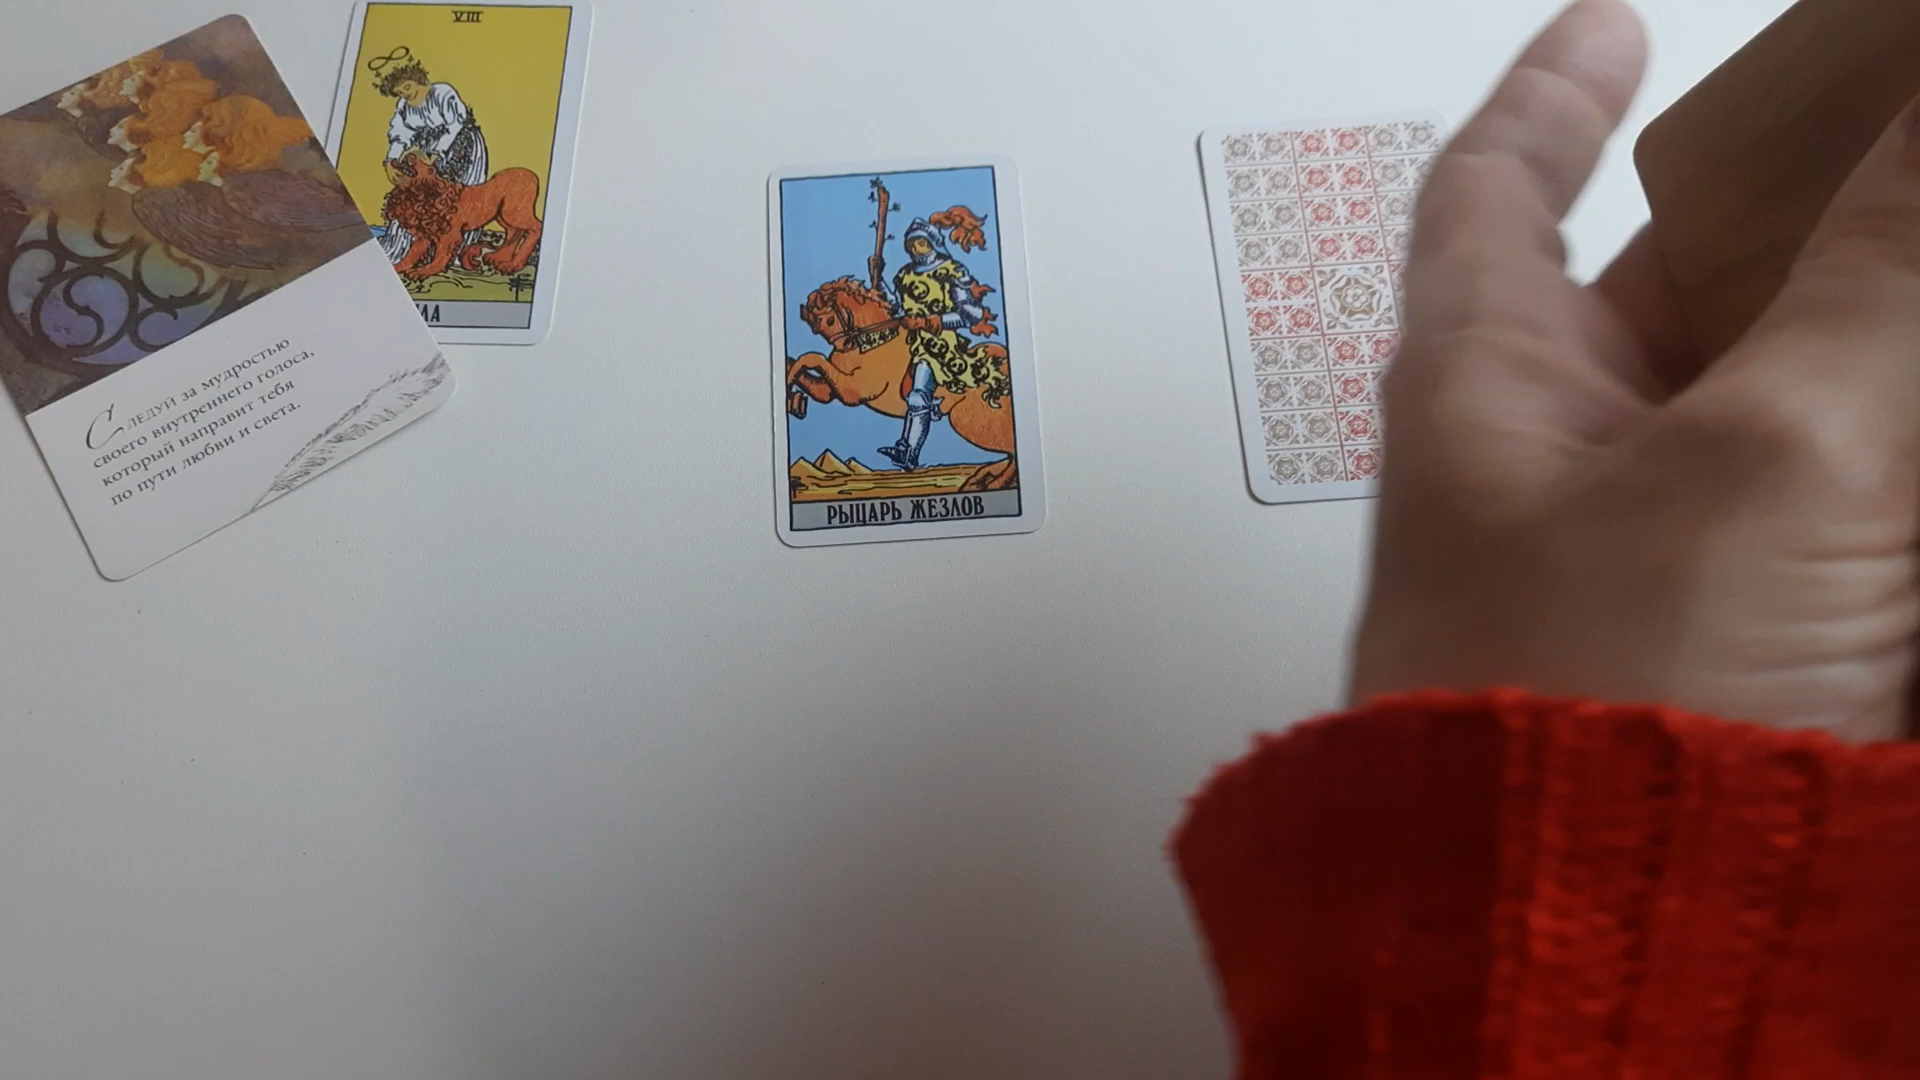 VIII
ЛА
Следуй за мудростью
своего внутреннего голоса,
который направит тебя
по пути любви и света.
РЫЦАРЬ ЖЕЗЛОВ